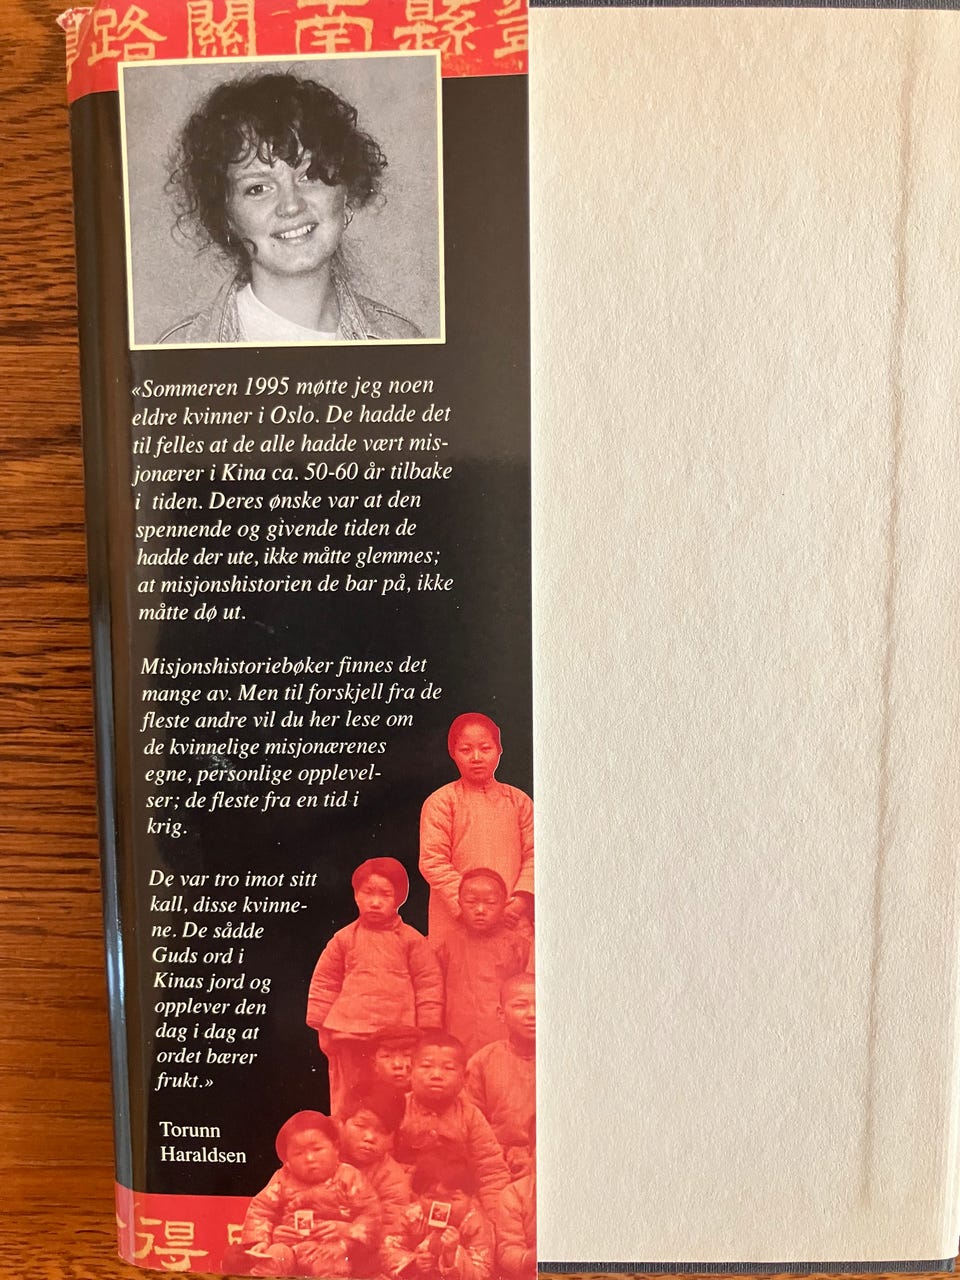 路關南縣
«Sommeren 1995 møtte jeg noen
eldre kvinner i Oslo. De hadde det
til felles at de alle hadde vært mis-
jonærer i Kina ca. 50-60 år tilbake
i tiden. Deres ønske var at den
spennende og givende tiden de
hadde der ute, ikke måtte glemmes;
at misjonshistorien de bar på, ikke
måtte dø ut.
Misjonshistoriebøker finnes det
mange av. Men til forskjell fra de
fleste andre vil du her lese om
de kvinnelige misjonærenes
egne, personlige opplevel-
ser; de fleste fra en tid i
krig.
De var tro imot sitt
kall, disse kvinne-
ne. De sådde
Guds ord i
Kinas jord og
opplever den
dag i dag at
ordet bærer
frukt.»
Torunn
Haraldsen
得